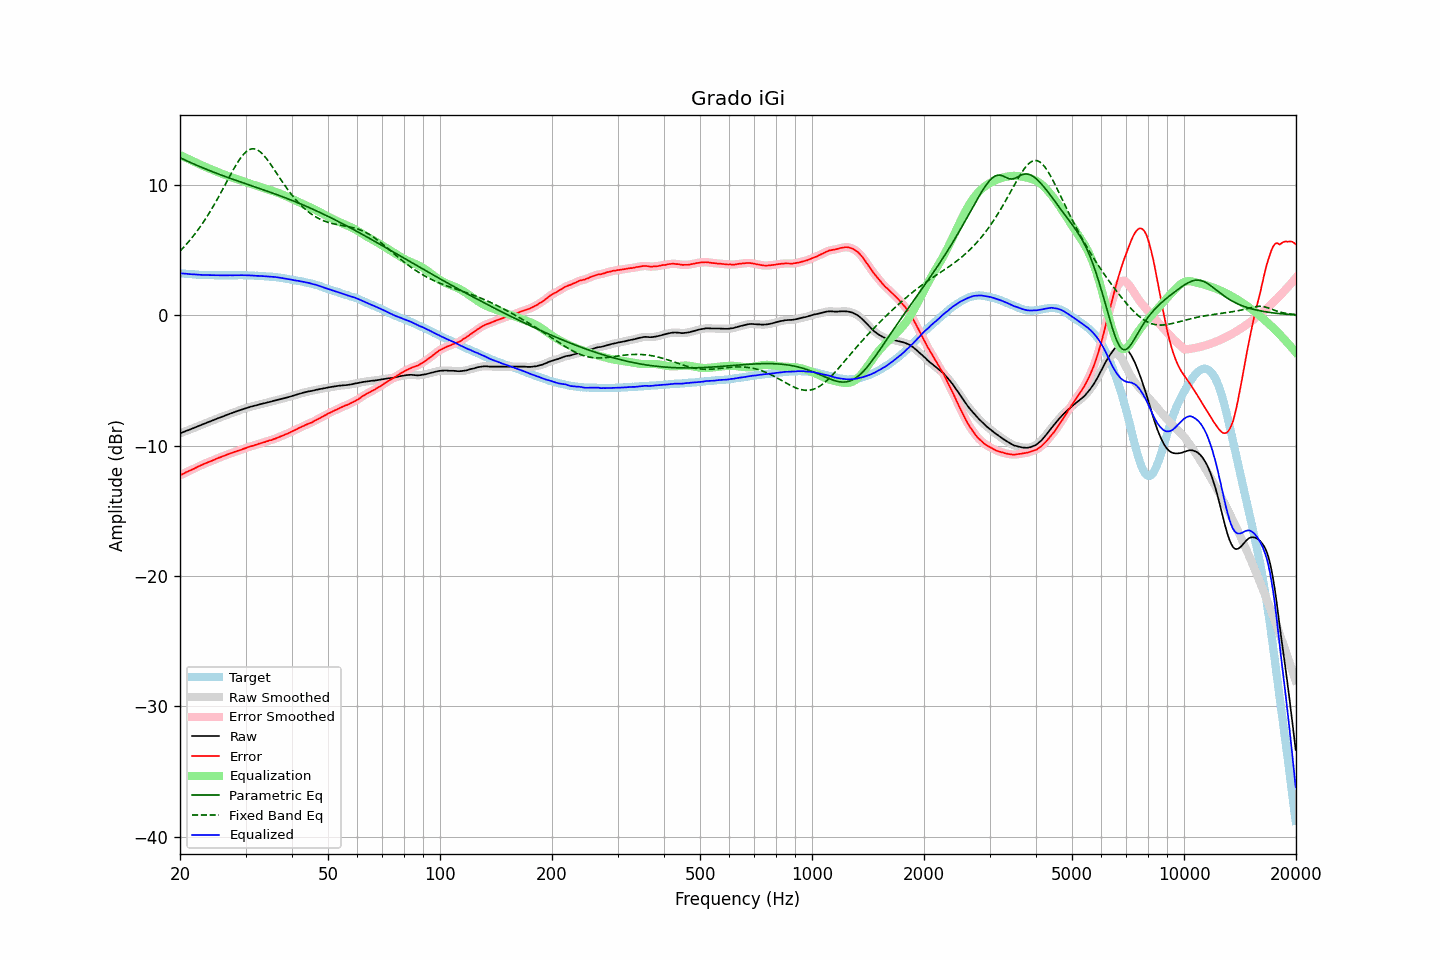 Grado iGi
Amplitude (dBr)
10
0
−10
−20
−30
−40
Target
Raw Smoothed
Error Smoothed
Raw
Error
Equalization
Parametric Eq
Fixed Band Eq
Equalized
20 50 100 200 500 1000 2000 5000 10000 20000
Frequency (Hz)